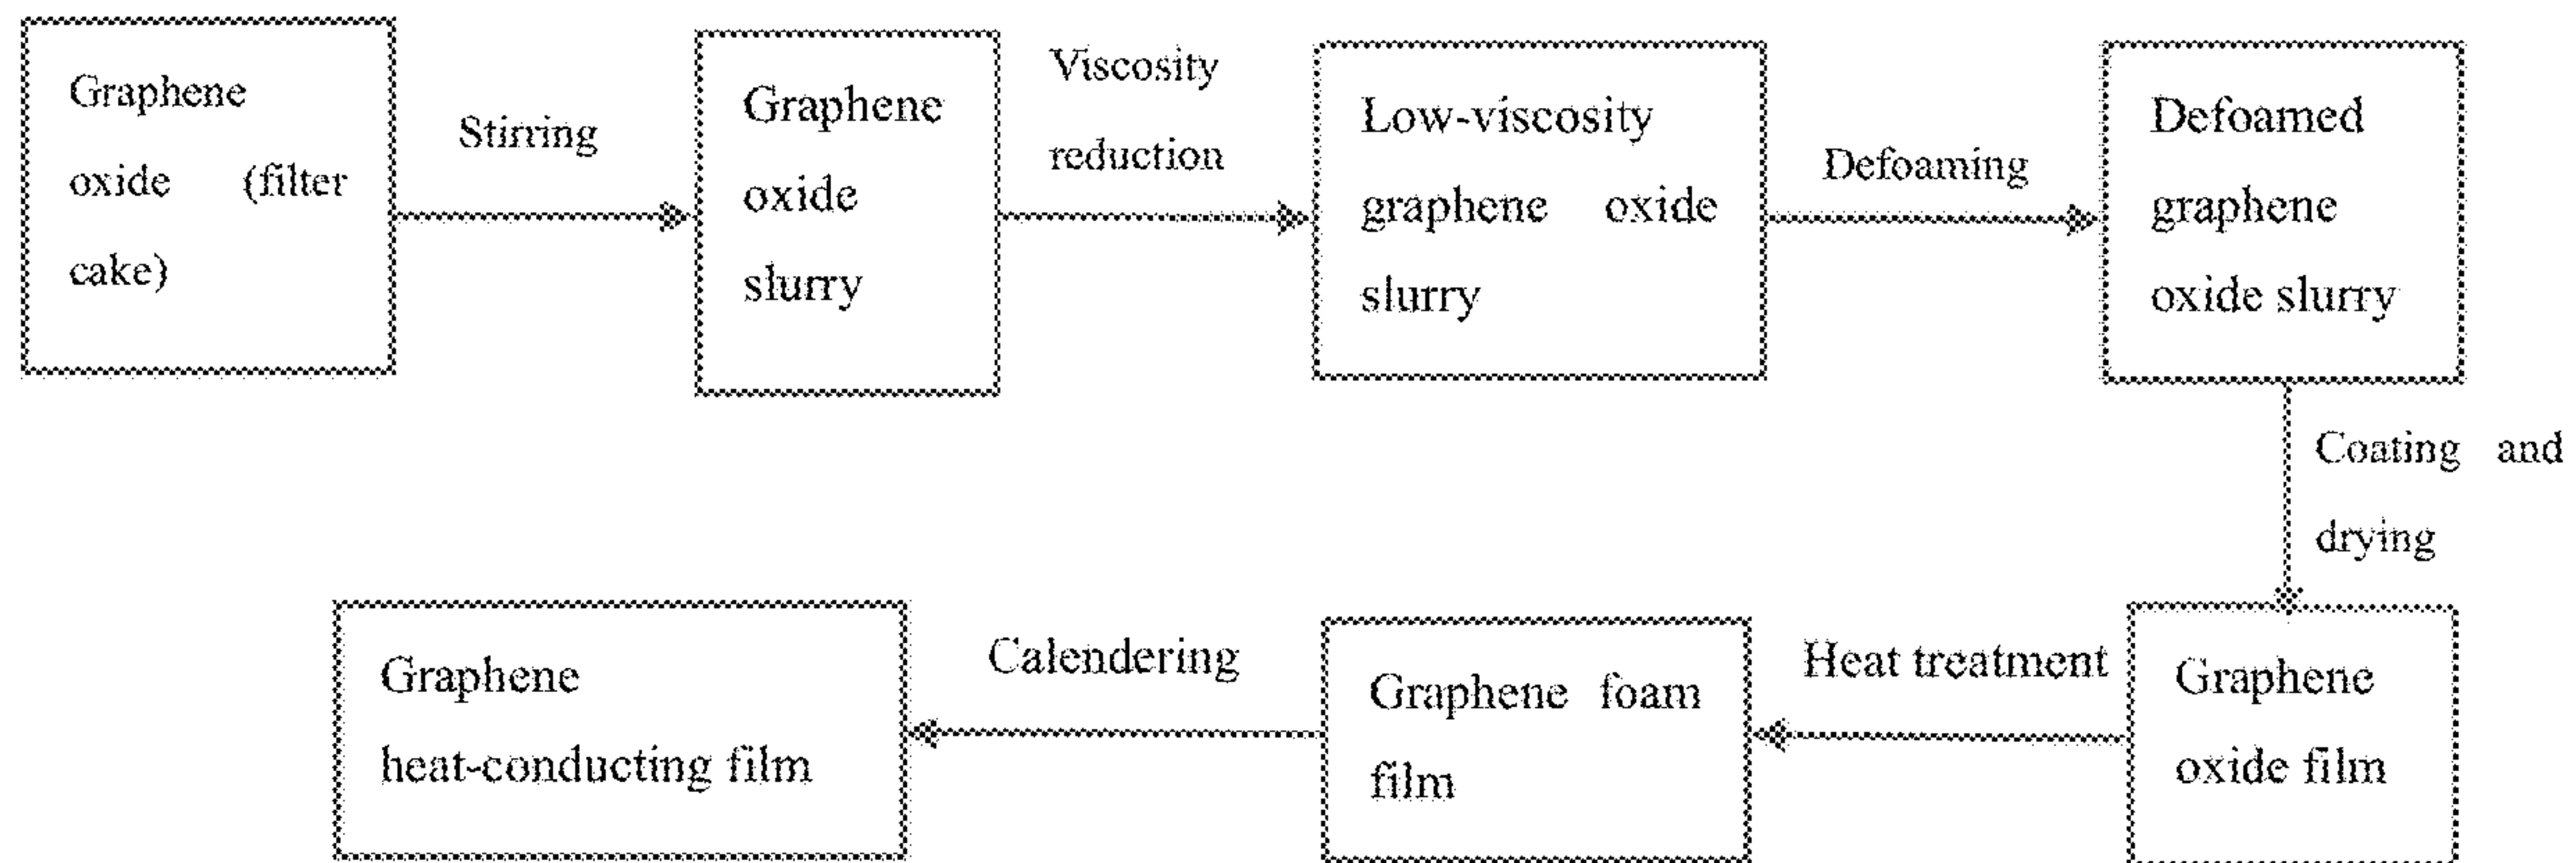 Graphene
oxide (filter
cake)
Stirring
Graphene
oxide
slurry
Viscosity
reduction
Low-viscosity
graphene oxide
slurry
Defoaming
Defoamed
graphene
oxide slurry
Coating and
drying
Graphene
oxide film
Heat treatment
Graphene foam
film
Calendering
Graphene
heat-conducting film